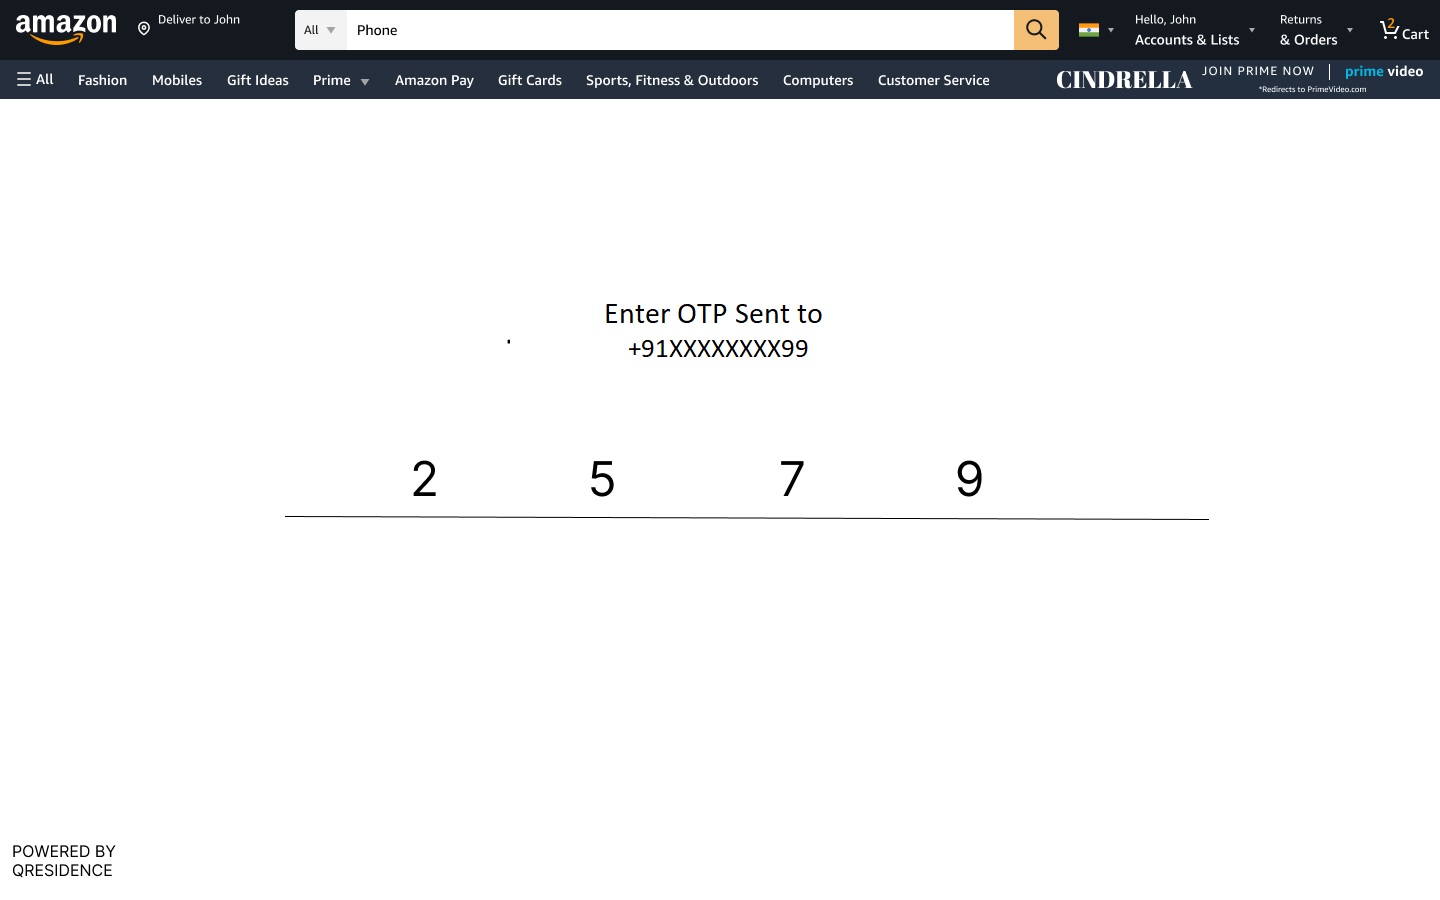 amazon
Deliver to John
All
Phone
Hello, John
Accounts & Lists
Returns
& Orders
2
Cart
All
Fashion
Mobiles
Gift Ideas
Prime
Amazon Pay
Gift Cards
Sports, Fitness & Outdoors
Computers
Customer Service
CINDRELLA
JOIN PRIME NOW
prime video
*Redirects to PrimeVideo.com
Enter OTP Sent to
+91XXXXXXXX99
2 5 7 9
POWERED BY
QRESIDENCE